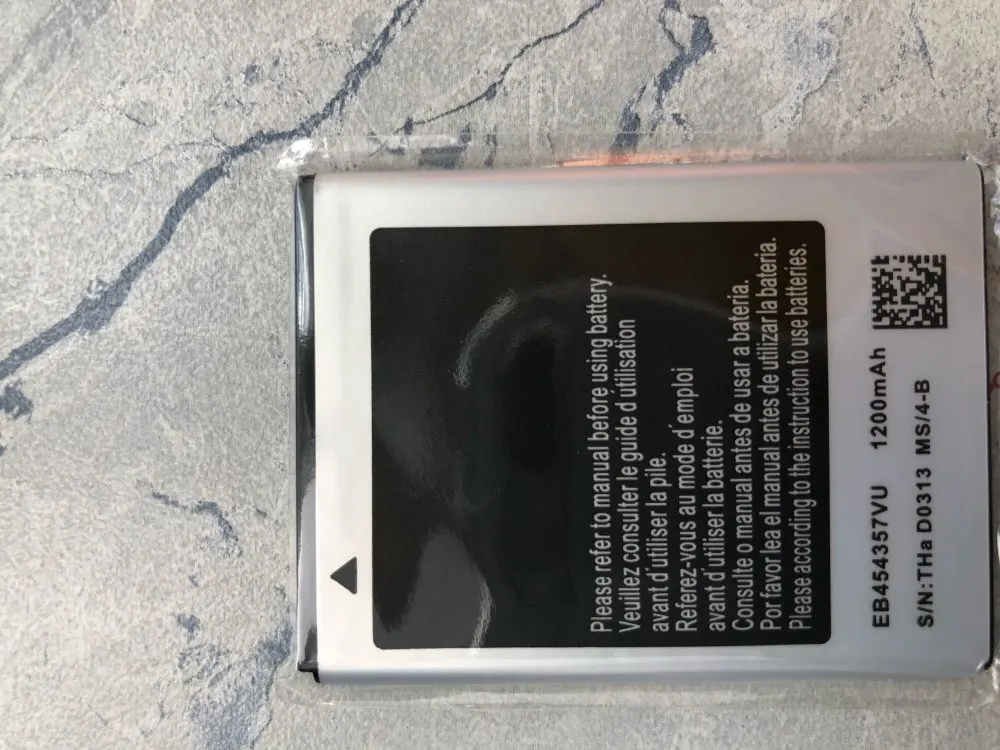 Please refer to manual before using battery.
Veuillez consulter le guide d'utilisation
avant d'utiliser la pile.
Referez-vous au mode d'emploi
avant d'utiliser la batterie.
Consulte o manual antes de usar a bateria.
Por favor lea el manual antes de utilizar la bateria.
Please according to the instruction to use batteries.
EB454357VU 1200mAh
S/N:THa D0313 MS/4-B